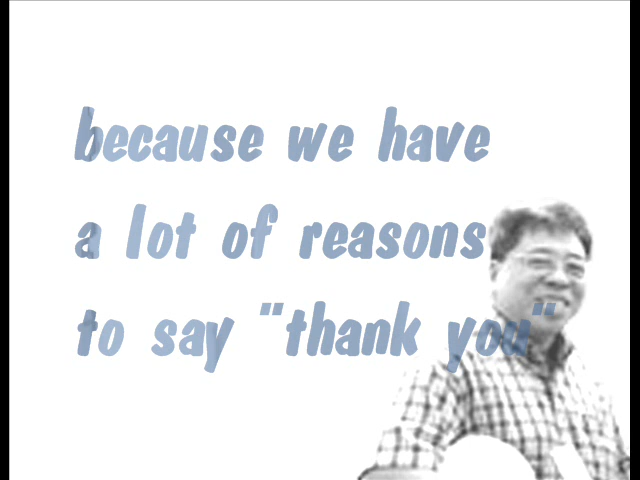 because we have
a lot of reasons
to say "thank you"